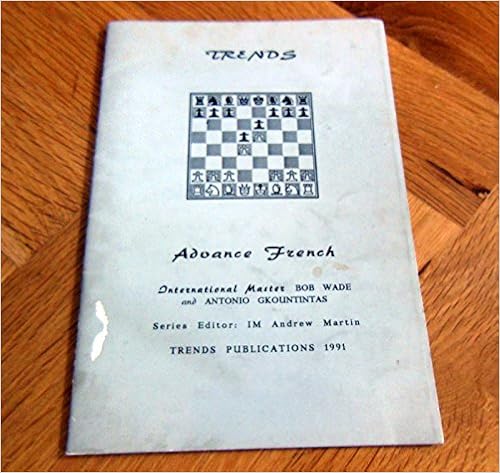 TRENDS
Advance French
International Master BOB WADE
and ANTONIO GKOUNTINTAS
Series Editor: IM Andrew Martin
TRENDS PUBLICATIONS 1991